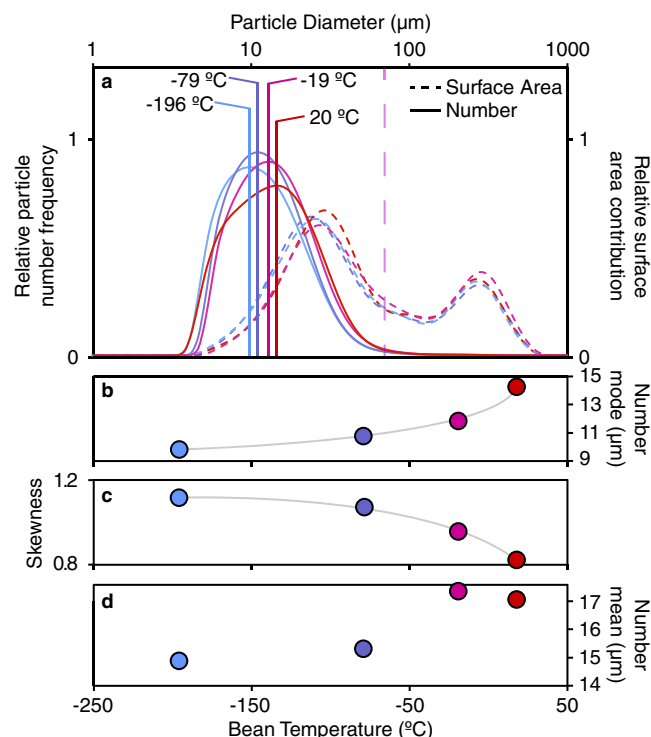 Particle Diameter (µm)
1 10 100 1000
a
-79 ºC
-19 ºC
-196 ºC
20 ºC
Surface Area
Number
1
1
0
0
Relative particle
number frequency
Relative surface
area contribution
b
15
13
11
9
Number
mode (µm)
c
1.2
0.8
Skewness
d
17
16
15
14
Number
mean (µm)
-250 -150 -50 50
Bean Temperature (ºC)